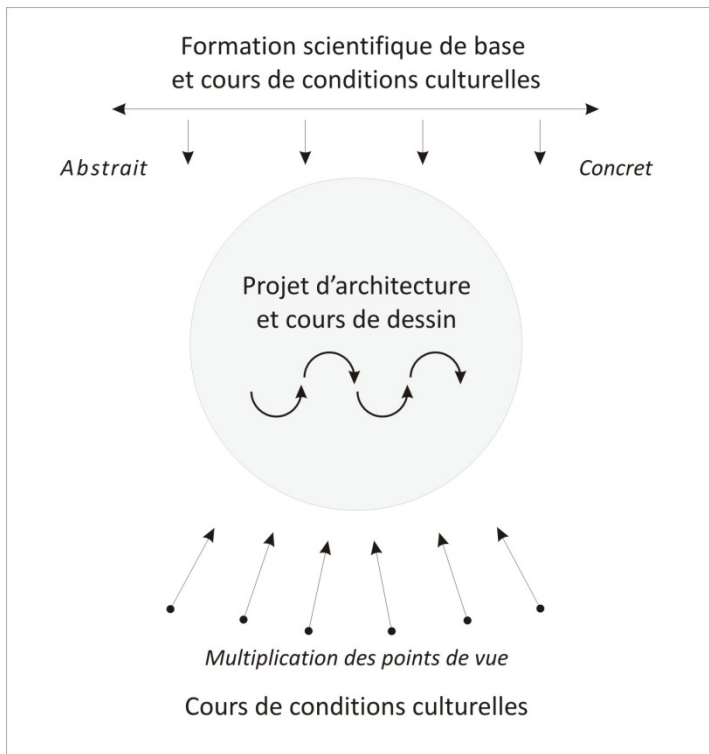 Formation scientifique de base
et cours de conditions culturelles
Abstrait
Concret
Projet d'architecture
et cours de dessin
Multiplication des points de vue
Cours de conditions culturelles